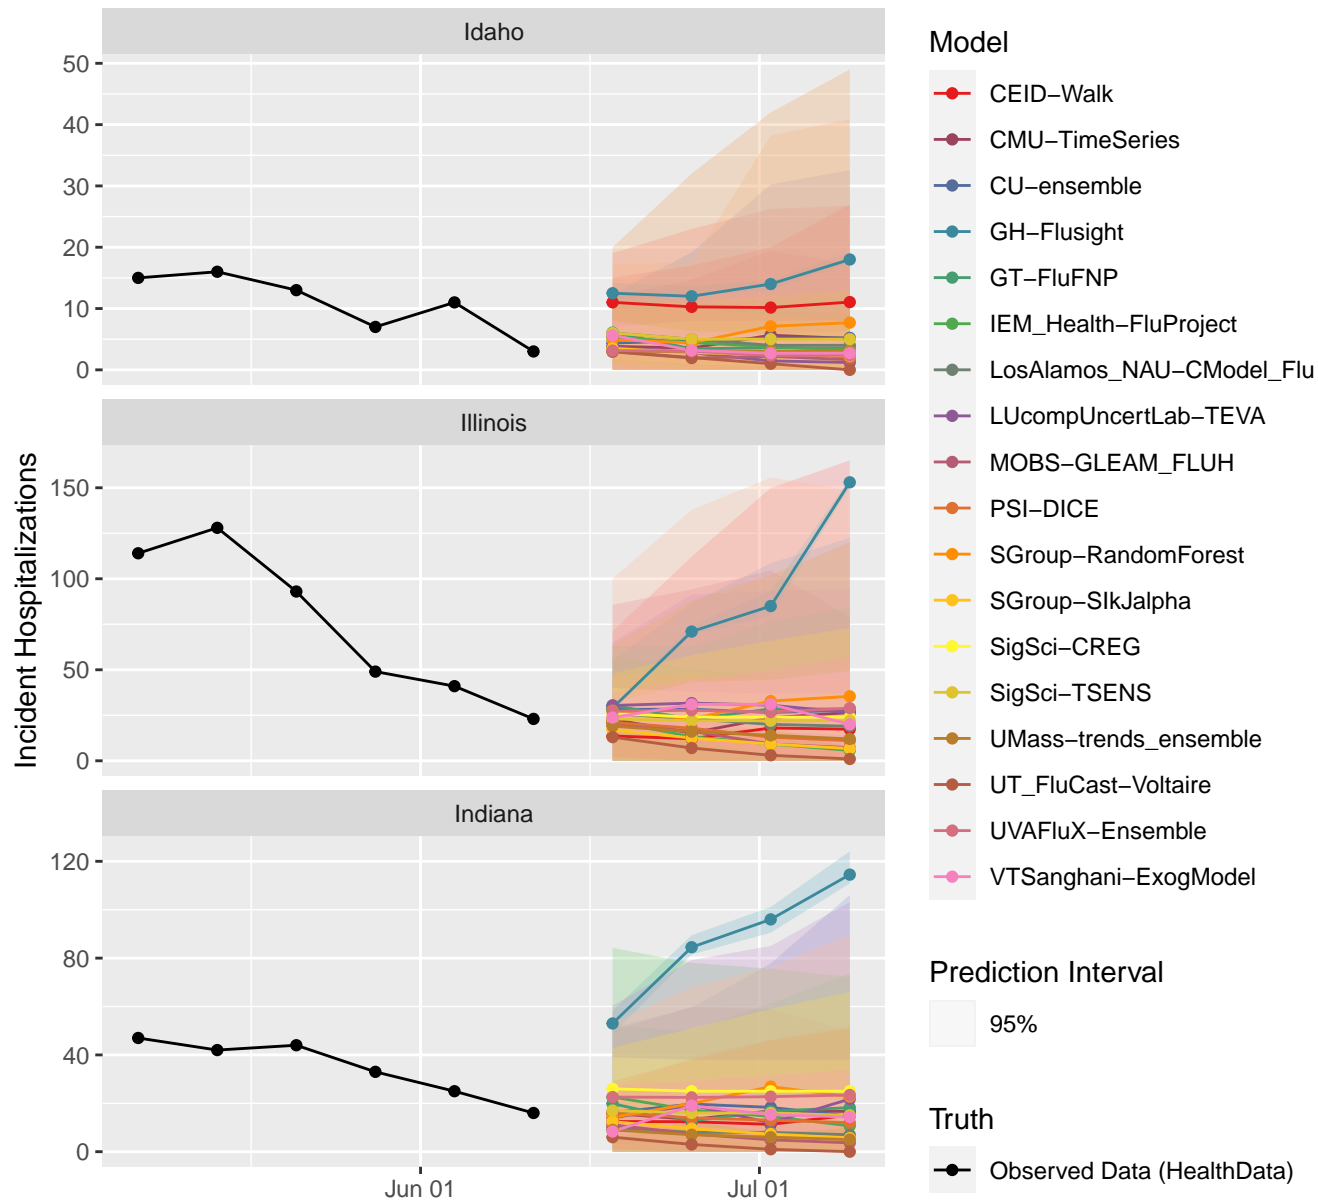 Idaho
50
40
30
20
10
0
Illinois
150
100
50
0
Indiana
120
80
40
0
Jun 01
Jul 01
Incident Hospitalizations
Model
CEID−Walk
CMU−TimeSeries
CU−ensemble
GH−Flusight
GT−FluFNP
IEM_Health−FluProject
LosAlamos_NAU−CModel_Flu
LUcompUncertLab−TEVA
MOBS−GLEAM_FLUH
PSI−DICE
SGroup−RandomForest
SGroup−SIkJalpha
SigSci−CREG
SigSci−TSENS
UMass−trends_ensemble
UT_FluCast−Voltaire
UVAFluX−Ensemble
VTSanghani−ExogModel
Prediction Interval
95%
Truth
Observed Data (HealthData)